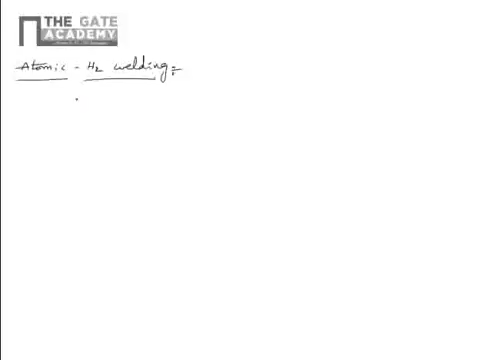 THE GATE
ACADEMY
Atomic - H2 welding :-